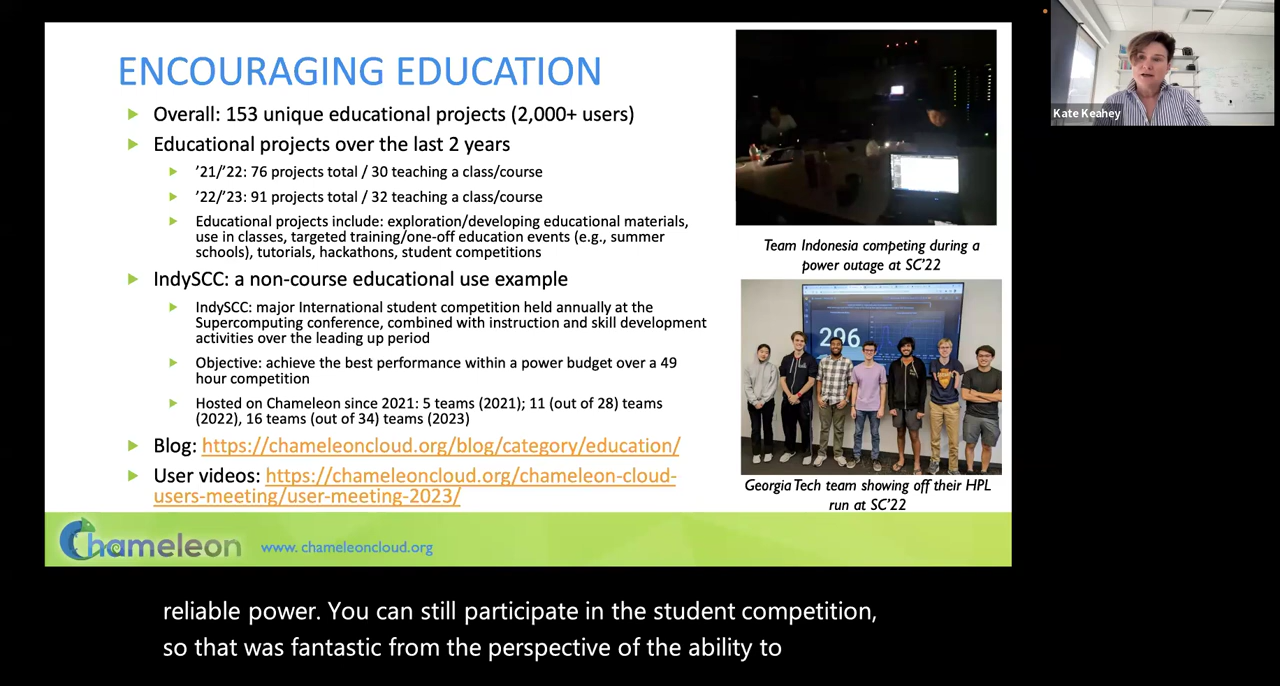 ENCOURAGING EDUCATION
Overall: 153 unique educational projects (2,000+ users)
Educational projects over the last 2 years
’21/’22: 76 projects total / 30 teaching a class/course
’22/’23: 91 projects total / 32 teaching a class/course
Educational projects include: exploration/developing educational materials,
use in classes, targeted training/one-off education events (e.g., summer
schools), tutorials, hackathons, student competitions
IndySCC: a non-course educational use example
IndySCC: major International student competition held annually at the
Supercomputing conference, combined with instruction and skill development
activities over the leading up period
Objective: achieve the best performance within a power budget over a 49
hour competition
Hosted on Chameleon since 2021: 5 teams (2021); 11 (out of 28) teams
(2022), 16 teams (out of 34) teams (2023)
Blog: https://chameleoncloud.org/blog/category/education/
User videos: https://chameleoncloud.org/chameleon-cloud-
users-meeting/user-meeting-2023/
Team Indonesia competing during a
power outage at SC’22
296
Georgia Tech team showing off their HPL
run at SC’22
Chameleon
www. chameleoncloud.org
Kate Keahey
reliable power. You can still participate in the student competition,
so that was fantastic from the perspective of the ability to